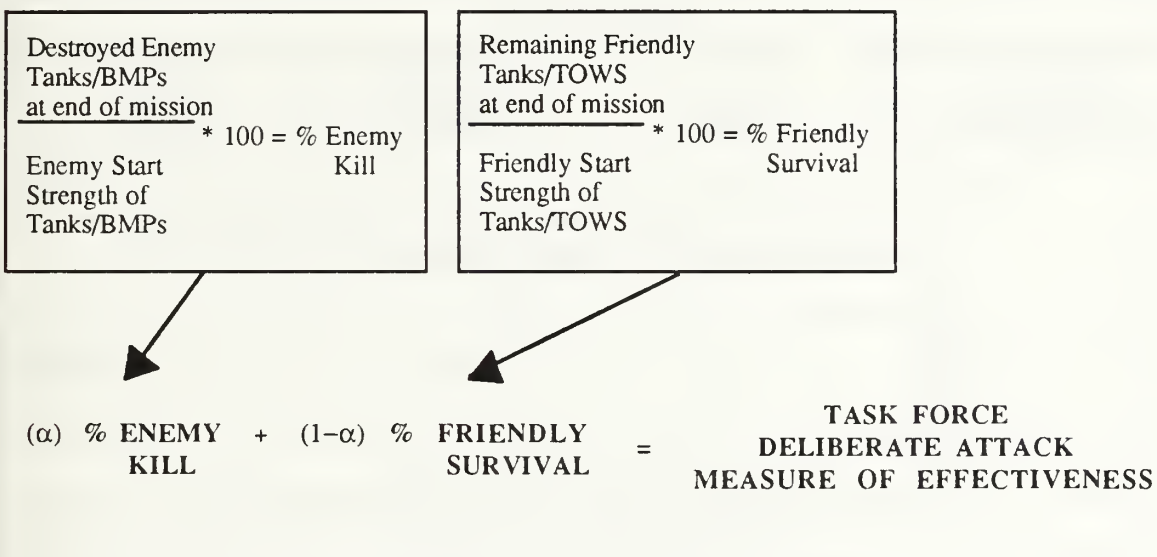 Destroyed Enemy
Tanks/BMPs
at end of mission
* 100 = % Enemy
Kill
Enemy Start
Strength of
Tanks/BMPs
Remaining Friendly
Tanks/TOWS
at end of mission
* 100 = % Friendly
Survival
Friendly Start
Strength of
Tanks/TOWS
(α) % ENEMY + (1–α) % FRIENDLY =
KILL SURVIVAL
TASK FORCE
DELIBERATE ATTACK
MEASURE OF EFFECTIVENESS